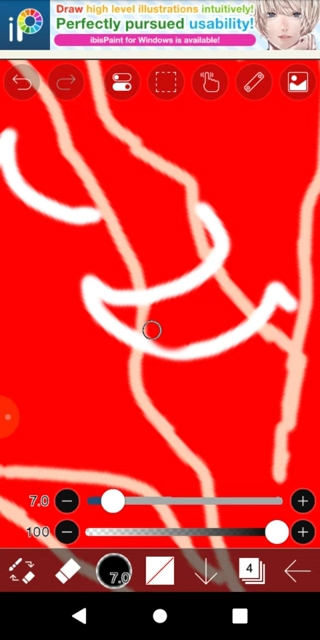 Draw high level illustrations intuitively!
Perfectly pursued usability!
ibisPaint for Windows is available!
iP
7.0
100
7.0
4